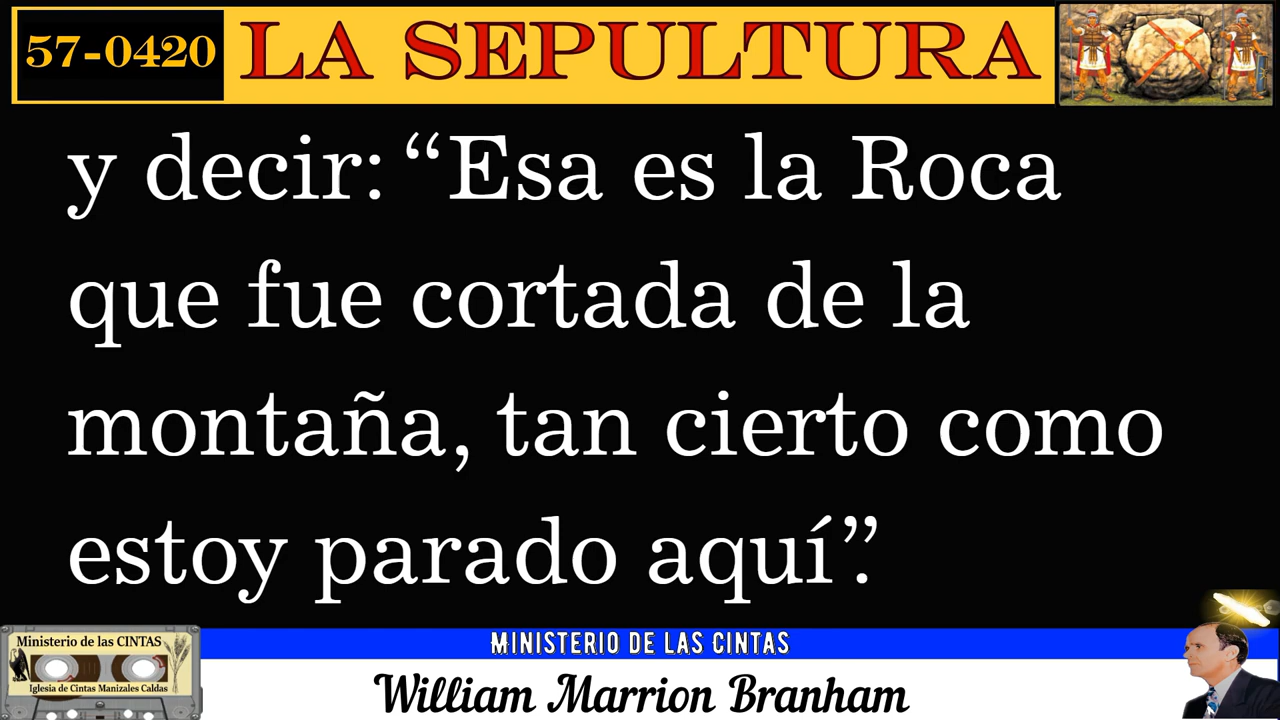 57-0420
LA SEPULTURA
y decir: “Esa es la Roca
que fue cortada de la
montaña, tan cierto como
estoy parado aquí”.
Ministerio de las CINTAS
Iglesia de Cintas Manizales Caldas
MINISTERIO DE LAS CINTAS
William Marrion Branham